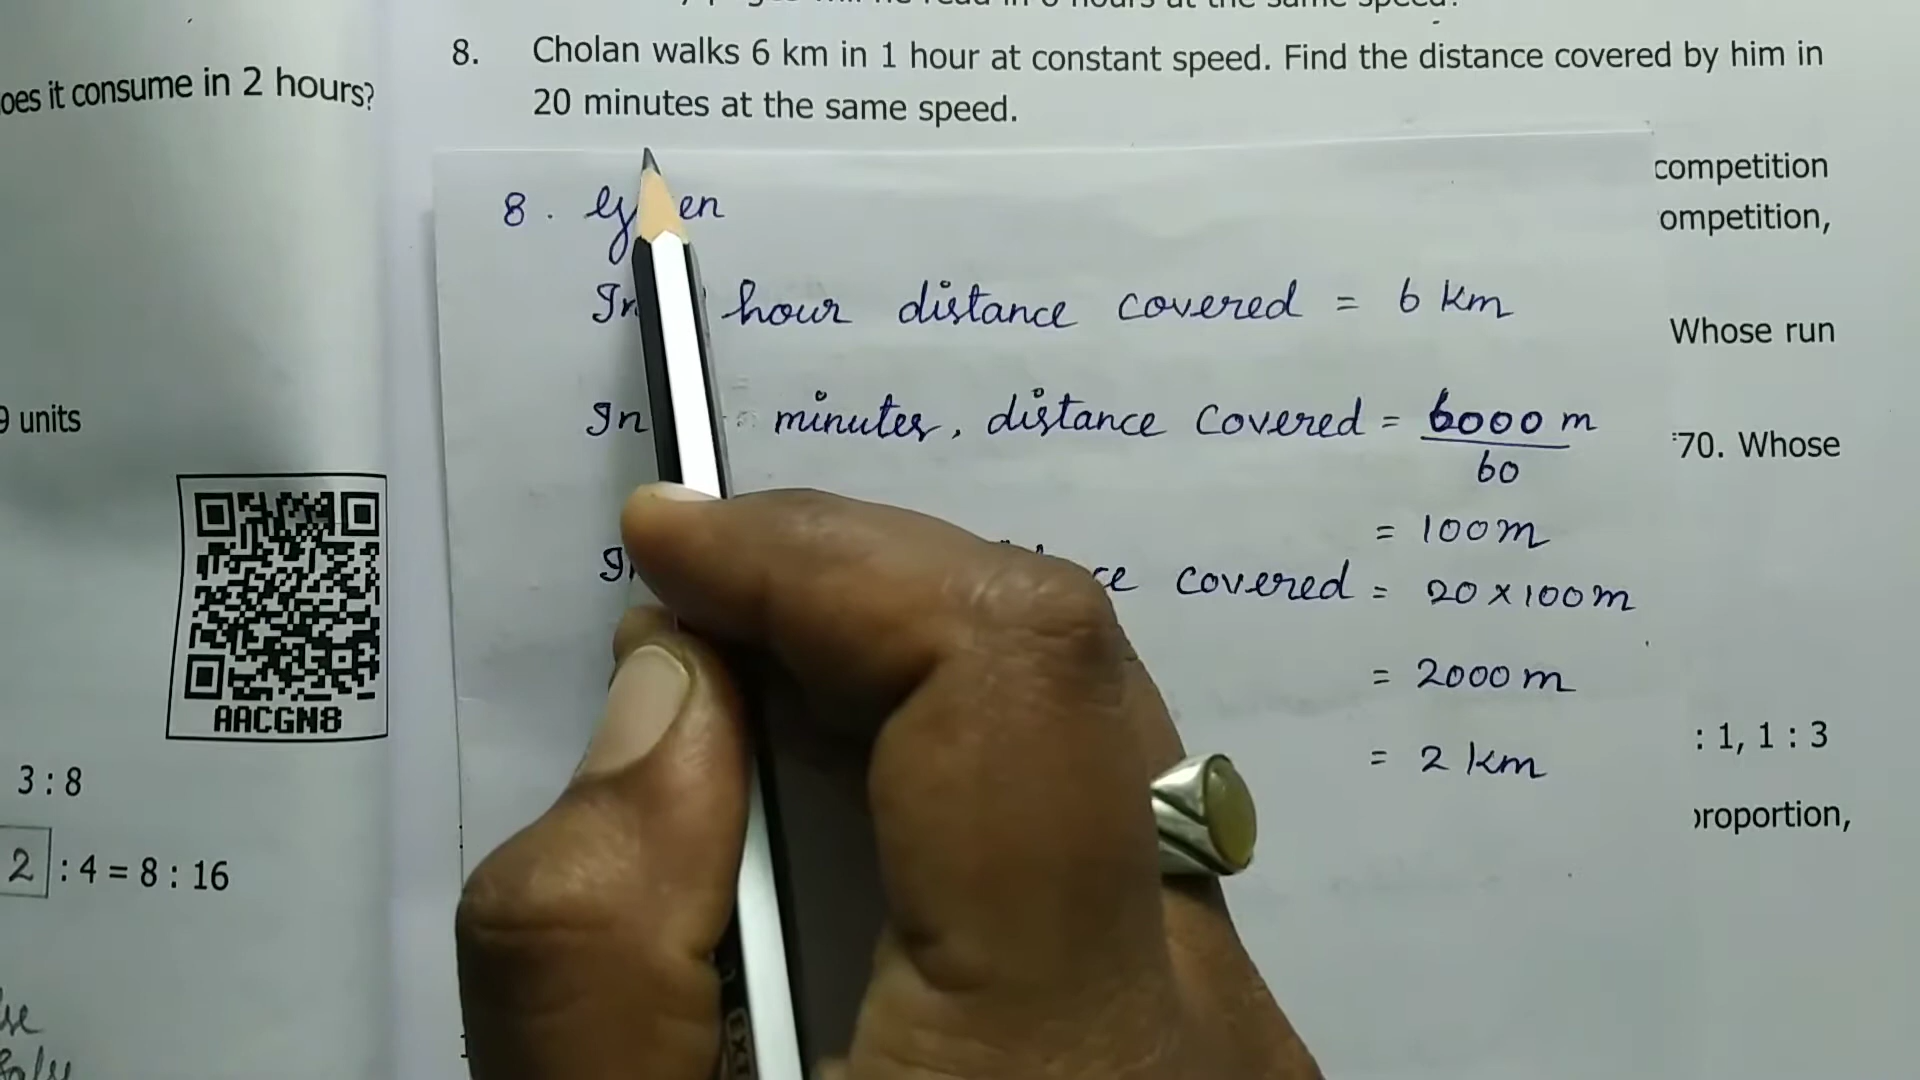 8. Cholan walks 6 km in 1 hour at constant speed. Find the distance covered by him in
20 minutes at the same speed.
oes it consume in 2 hours?
9 units
AACGN8
3 : 8
2 : 4 = 8 : 16
8.
hour distance covered = 6 km
In minutes, distance covered = 6000 m
60
= 100m
covered = 20 x 100m
= 2000 m
= 2 km
competition
ompetition,
Whose run
70. Whose
: 1, 1 : 3
proportion,